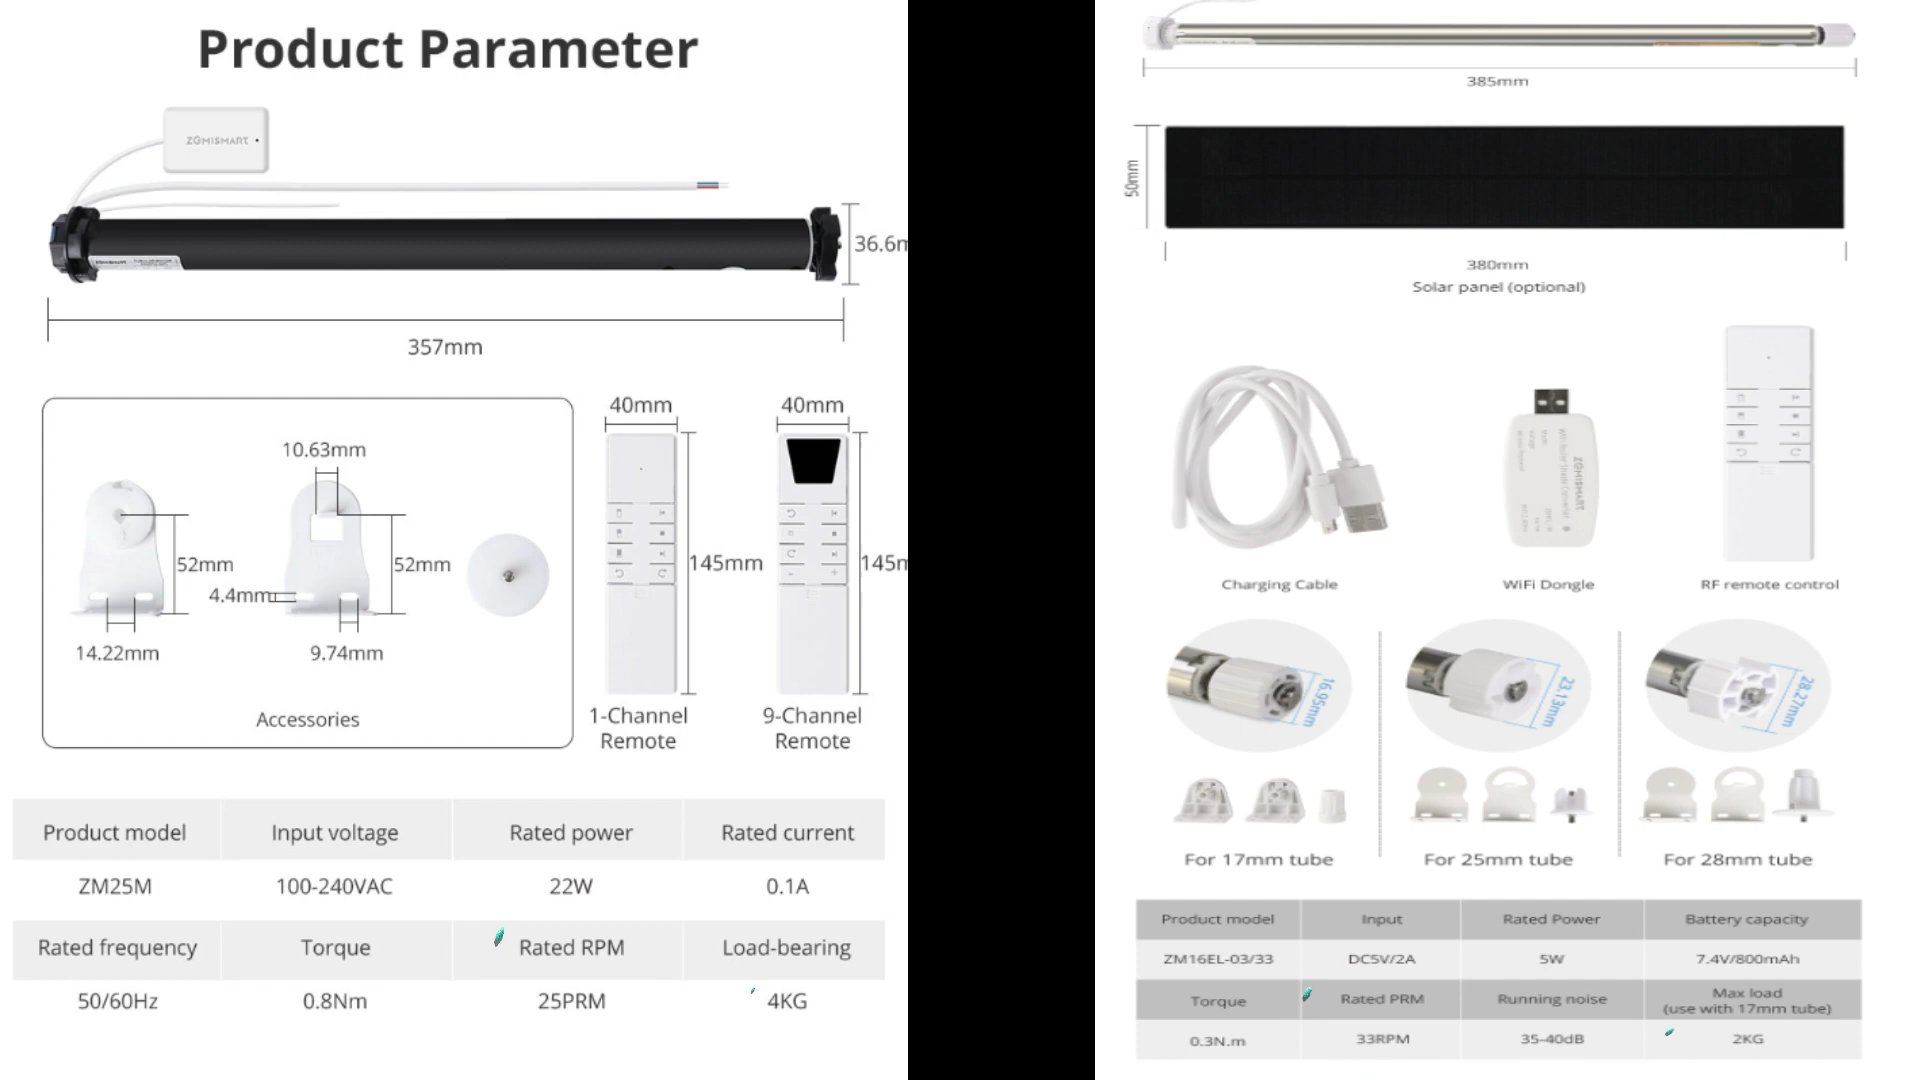 Product Parameter
ZGMISMART
36.6m
357mm
10.63mm
52mm
52mm
4.4mm
14.22mm
9.74mm
Accessories
40mm
40mm
145mm
145m
1-Channel
Remote
9-Channel
Remote
Product model
Input voltage
Rated power
Rated current
ZM25M
100-240VAC
22W
0.1A
Rated frequency
Torque
Rated RPM
Load-bearing
50/60Hz
0.8Nm
25PRM
4KG
385mm
50mm
380mm
Solar panel (optional)
ZGMISMART
Charging Cable
WiFi Dongle
RF remote control
16.95mm
23.13mm
28.27mm
For 17mm tube
For 25mm tube
For 28mm tube
Product model
Input
Rated Power
Battery capacity
ZM16EL-03/33
DC5V/2A
5W
7.4V/800mAh
Torque
Rated PRM
Running noise
Max load
(use with 17mm tube)
0.3N.m
33RPM
35-40dB
2KG